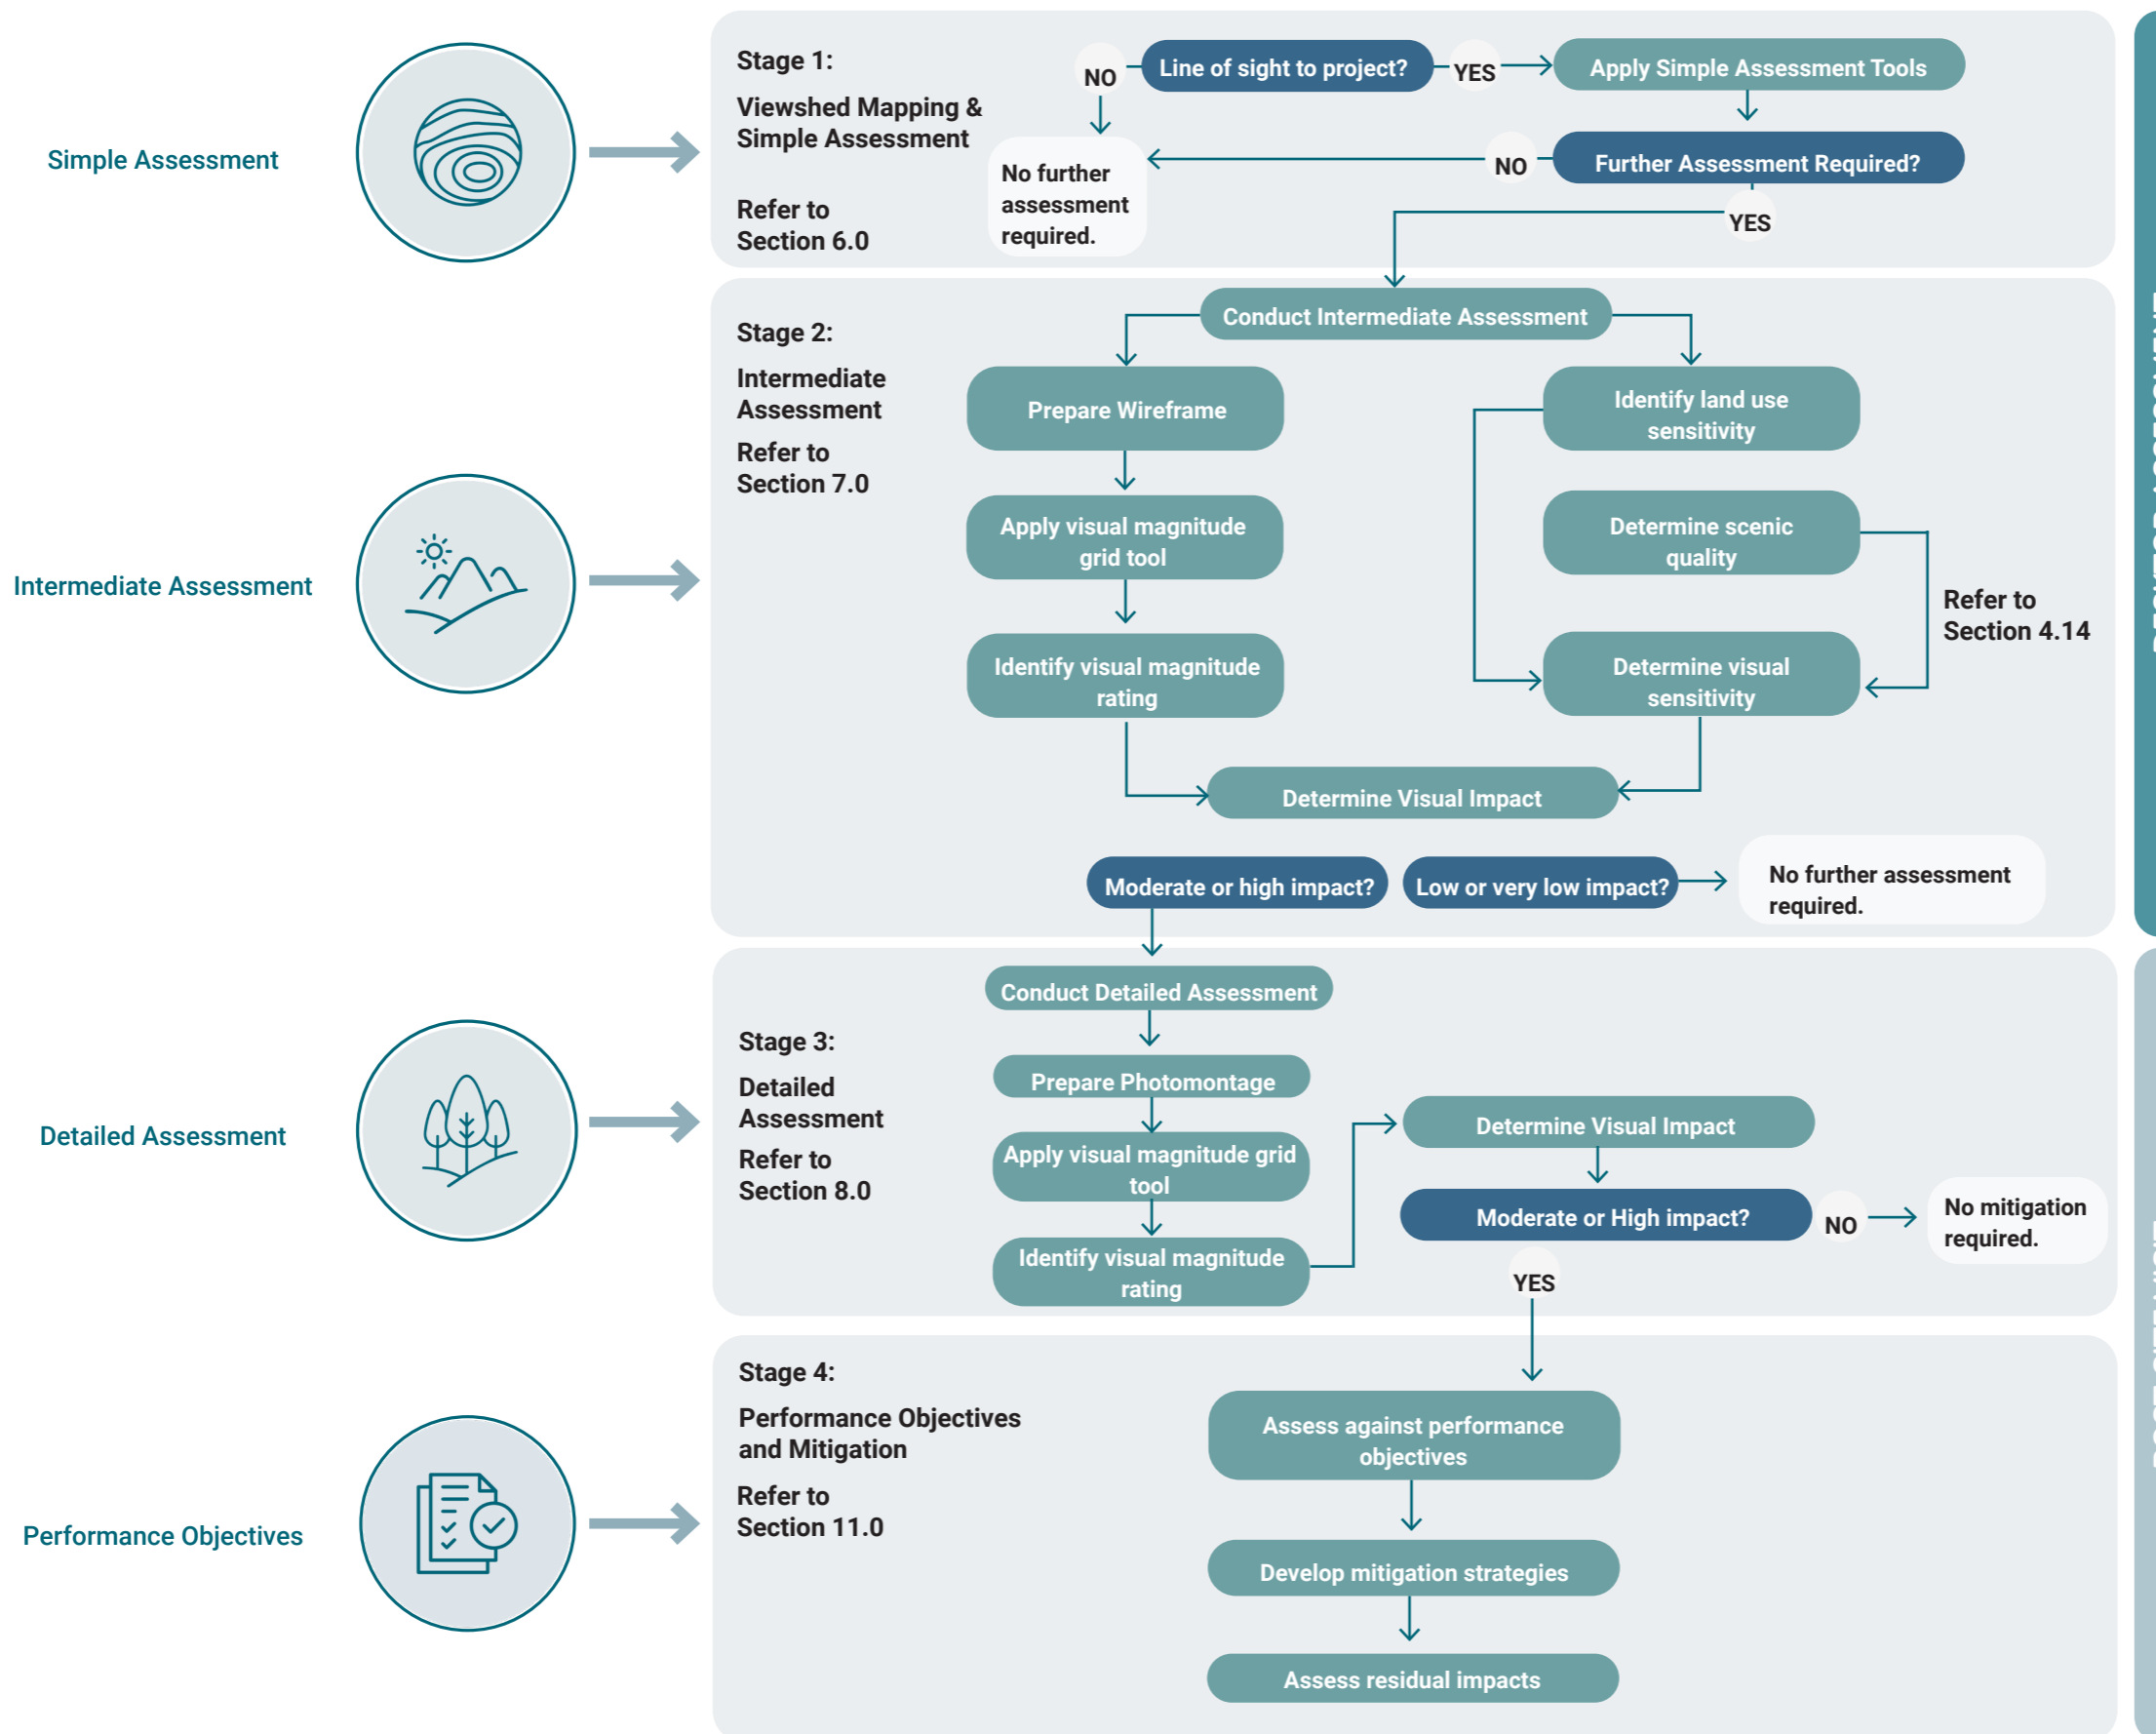 Simple Assessment
Stage 1:
Viewshed Mapping &
Simple Assessment
Refer to
Section 6.0
NO
Line of sight to project?
YES
Apply Simple Assessment Tools
No further
assessment
required.
NO
Further Assessment Required?
YES
Intermediate Assessment
Stage 2:
Intermediate
Assessment
Refer to
Section 7.0
Conduct Intermediate Assessment
Prepare Wireframe
Apply visual magnitude
grid tool
Identify visual magnitude
rating
Identify land use
sensitivity
Determine scenic
quality
Refer to
Section 4.14
Determine visual
sensitivity
Determine Visual Impact
Moderate or high impact?
Low or very low impact?
No further assessment
required.
Detailed Assessment
Stage 3:
Detailed
Assessment
Refer to
Section 8.0
Conduct Detailed Assessment
Prepare Photomontage
Apply visual magnitude grid
tool
Identify visual magnitude
rating
Determine Visual Impact
Moderate or High impact?
NO
No mitigation
required.
YES
Performance Objectives
Stage 4:
Performance Objectives
and Mitigation
Refer to
Section 11.0
Assess against performance
objectives
Develop mitigation strategies
Assess residual impacts